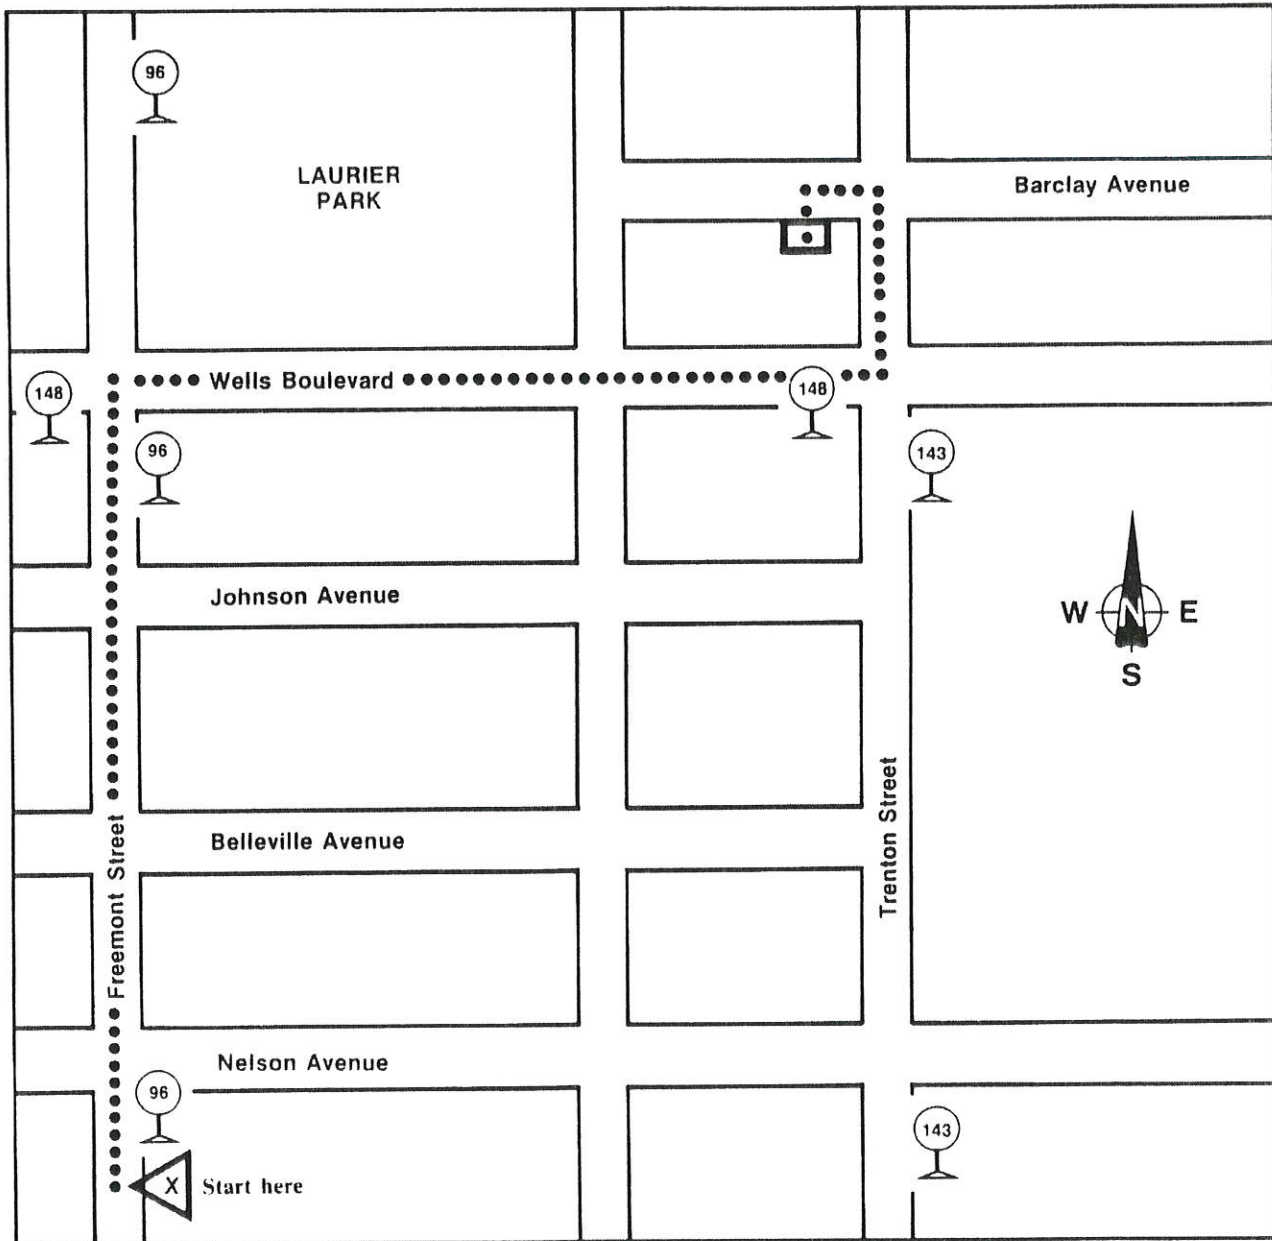 96
LAURIER
PARK
Barclay Avenue
148
Wells Boulevard
148
96
143
Johnson Avenue
W N E
S
Trenton Street
Freemont Street
Belleville Avenue
Nelson Avenue
96
143
X Start here